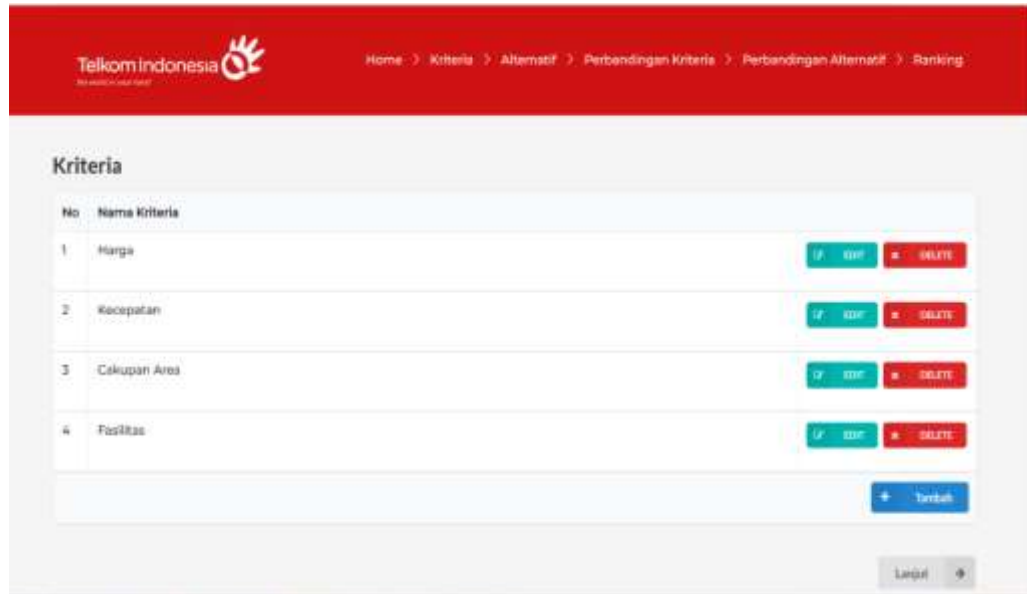 Telkom Indonesia
Home > Kriteria > Alternatif > Perbandingan Kriteria > Perbandingan Alternatif > Ranking
Kriteria
No Nama Kriteria
1 Harga EDIT DELETE
2 Kecepatan EDIT DELETE
3 Cakupan Area EDIT DELETE
4 Fasilitas EDIT DELETE
+ Tambah
Lanjut